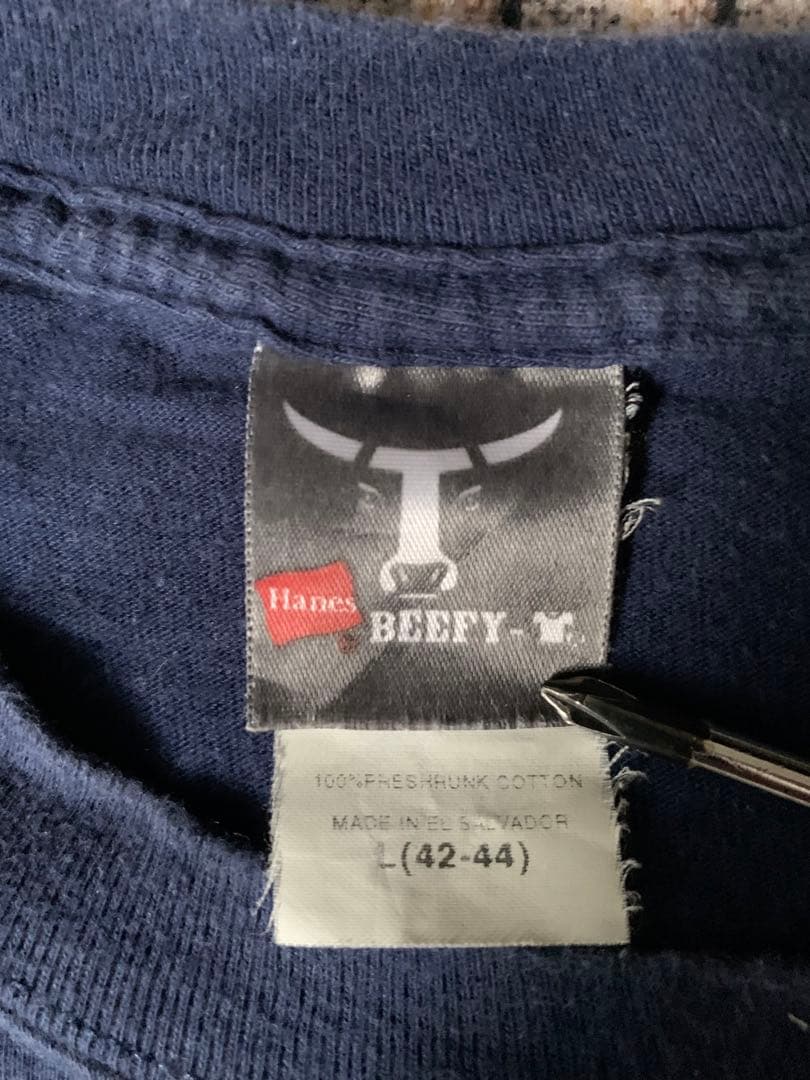 Hanes
®
BEEFY-
100% PRESHRUNK COTTON
MADE IN EL SALVADOR
L(42-44)